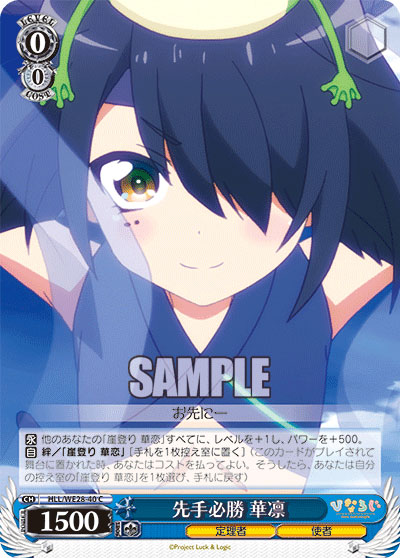 LEVEL
0
0
COST
SAMPLE
お先にー
永 他のあなたの「崖登り 華恋」すべてに、レベルを+1し、パワーを+500。
自 絆/「崖登り 華恋」［手札を1枚控え室に置く］（このカードがプレイされて
舞台に置かれた時、あなたはコストを払ってよい。そうしたら、あなたは自分
の控え室の「崖登り 華恋」を1枚選び、手札に戻す）
CH HLL/WE28-40 C
1500
先手必勝 華凛
ひなろじ
定理者
使者
©Project Luck & Logic